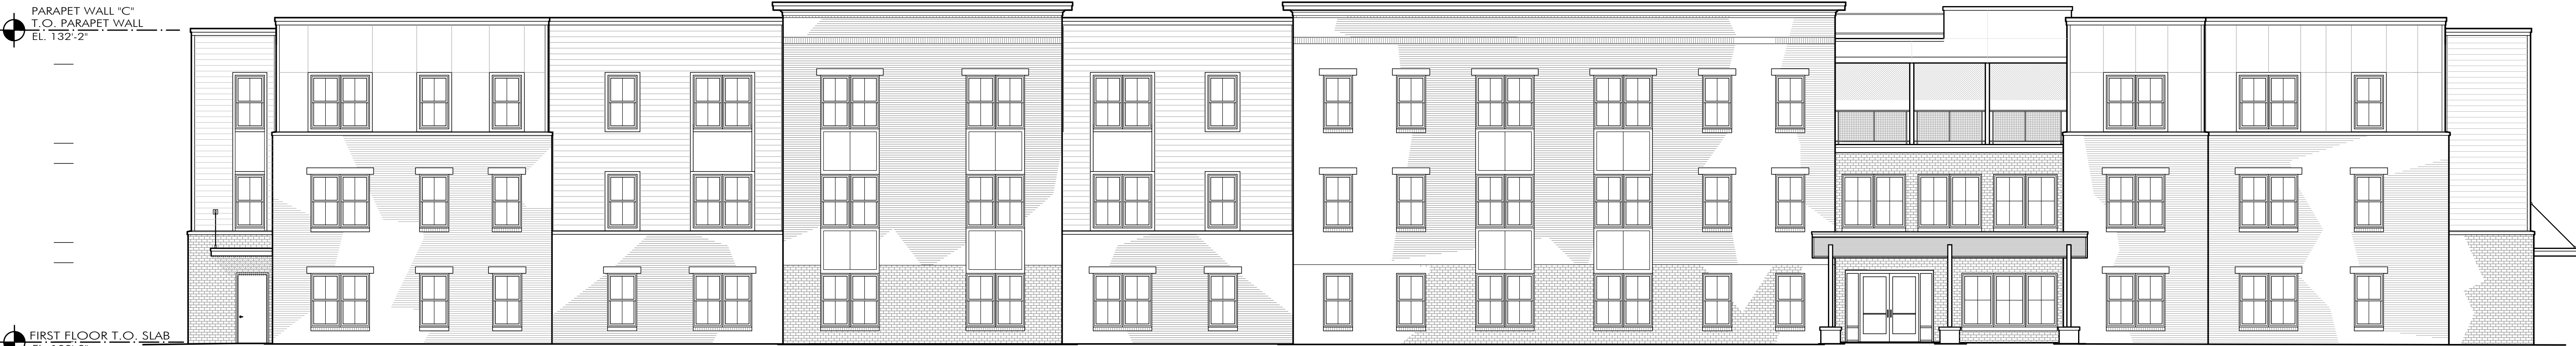 PARAPET WALL "C"
T.O. PARAPET WALL
EL. 132'-2"
FIRST FLOOR T.O. SLAB